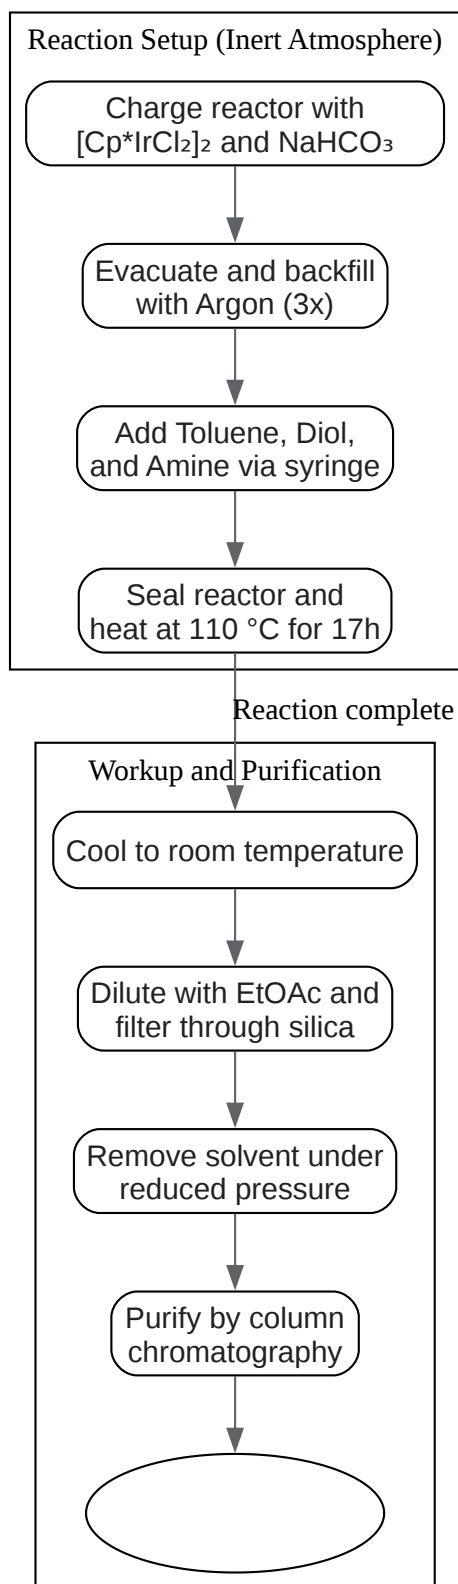 Reaction Setup (Inert Atmosphere)
Charge reactor with
[Cp*IrCl₂]₂ and NaHCO₃
Evacuate and backfill
with Argon (3x)
Add Toluene, Diol,
and Amine via syringe
Seal reactor and
heat at 110 °C for 17h
Reaction complete
Workup and Purification
Cool to room temperature
Dilute with EtOAc and
filter through silica
Remove solvent under
reduced pressure
Purify by column
chromatography